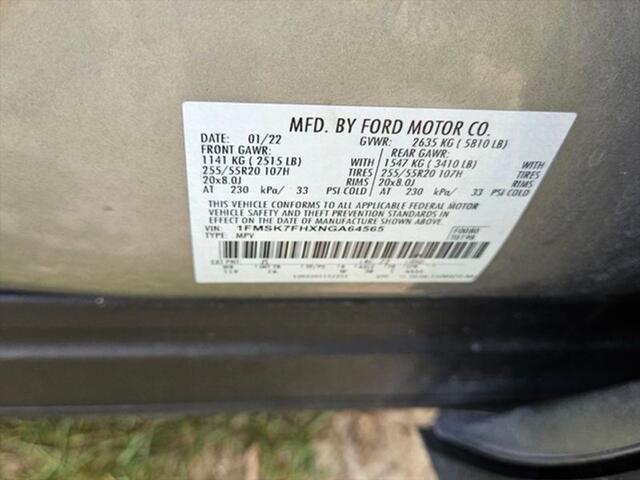 MFD. BY FORD MOTOR CO.
DATE: 01/22 GVWR: 2635 KG ( 5810 LB)
FRONT GAWR: REAR GAWR:
1141 KG ( 2515 LB) WITH 1547 KG ( 3410 LB) WITH
255/55R20 107H TIRES 255/55R20 107H TIRES
20x8.0J RIMS 20x8.0J RIMS
AT 230 kPa/ 33 PSI COLD AT 230 kPa/ 33 PSI COLD
THIS VEHICLE CONFORMS TO ALL APPLICABLE FEDERAL MOTOR
VEHICLE SAFETY AND BUMPER STANDARDS IN EFFECT ON THE DATE OF
MANUFACTURE SHOWN ABOVE.
VIN: 1FMSK7FHXNGA64565 F0080
TYPE: MPV
EXT PNT: